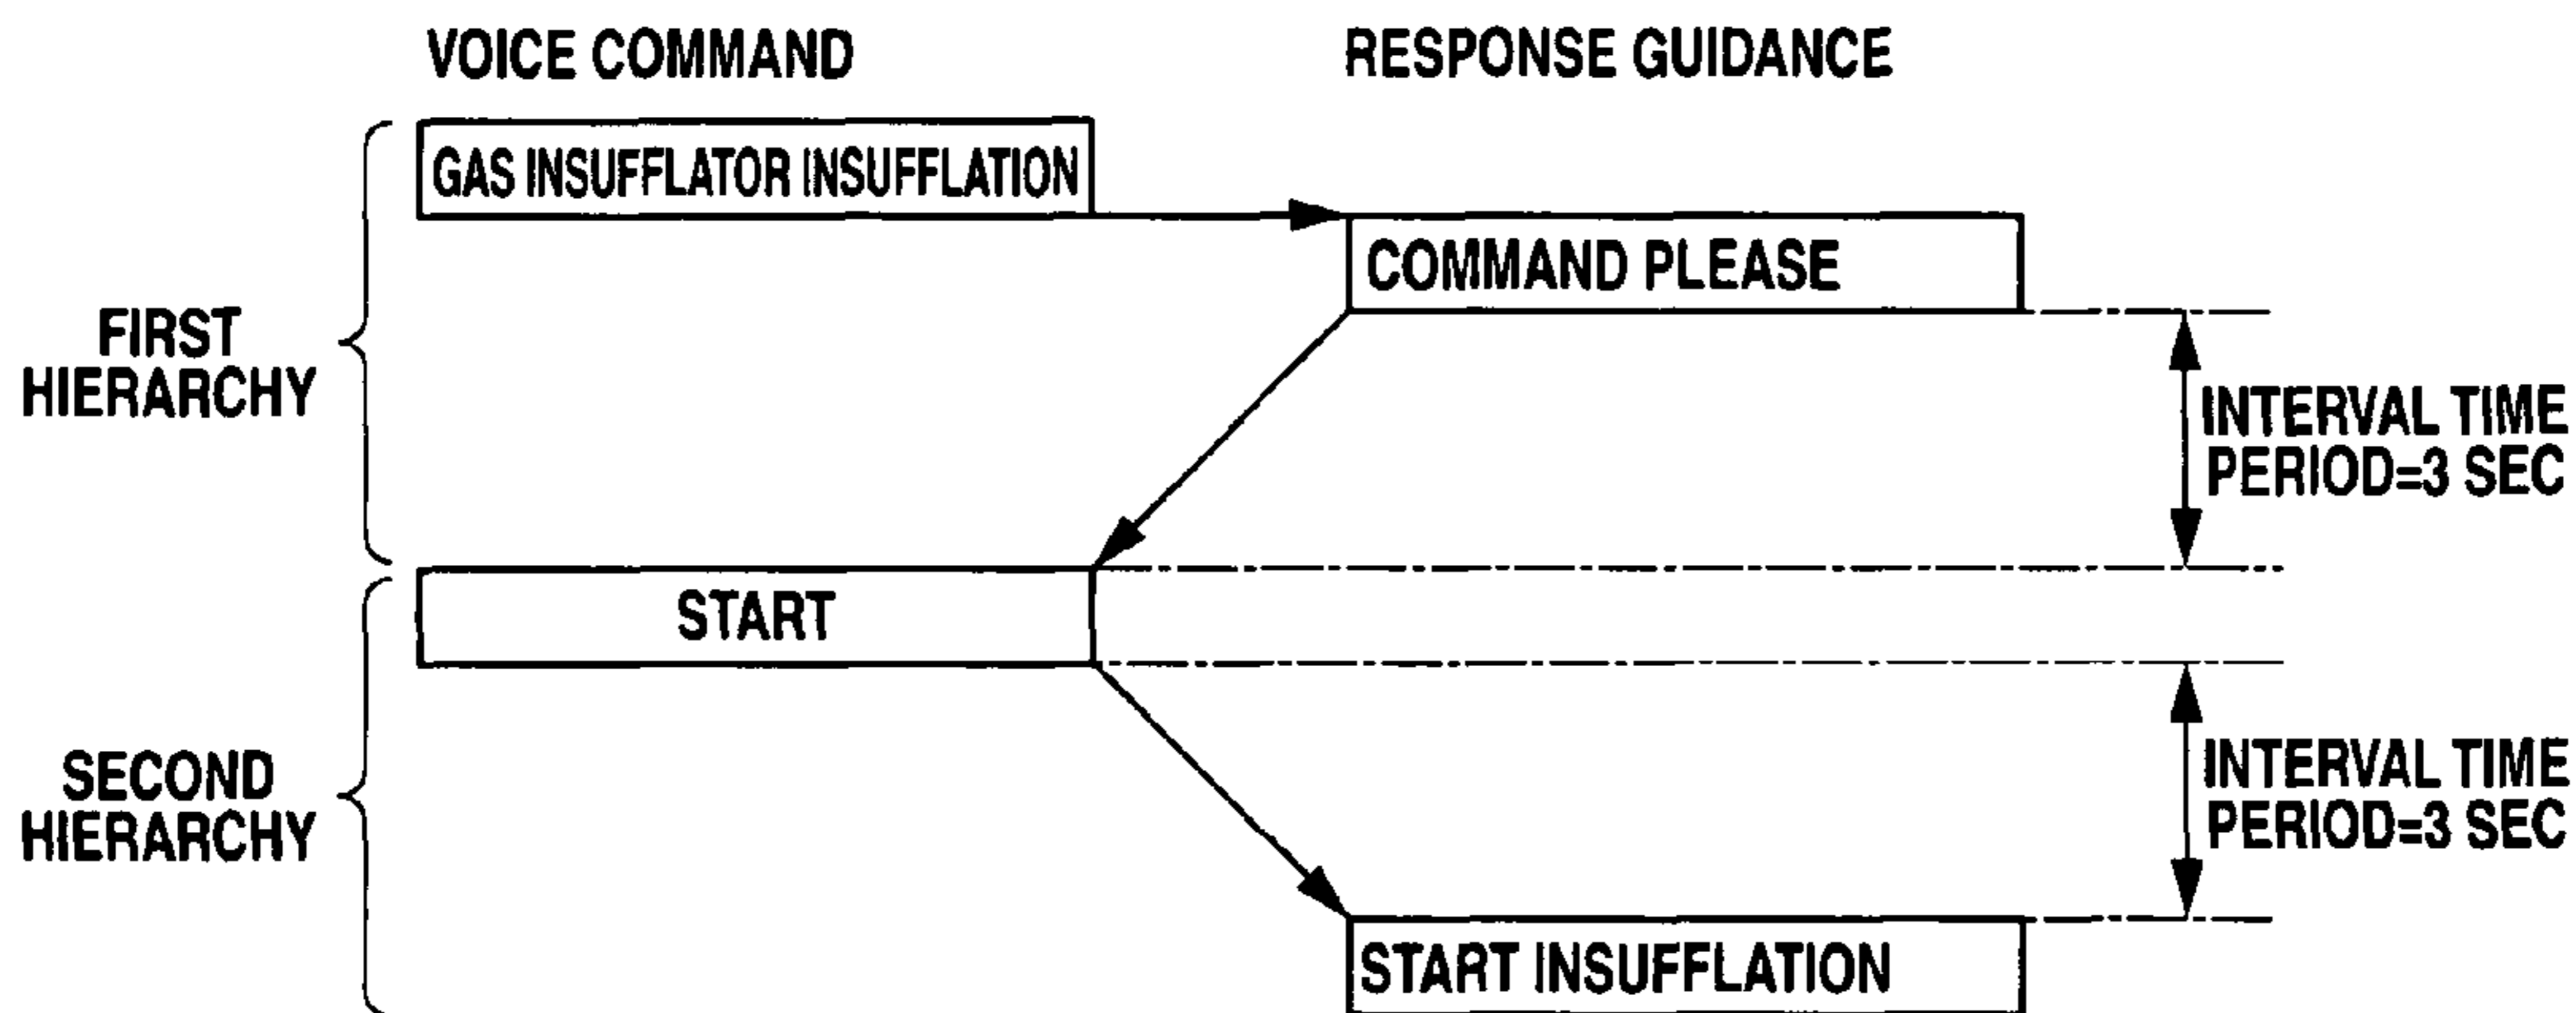 VOICE COMMAND
RESPONSE GUIDANCE
GAS INSUFFLATOR INSUFFLATION
COMMAND PLEASE
FIRST
HIERARCHY
INTERVAL TIME
PERIOD=3 SEC
START
SECOND
HIERARCHY
INTERVAL TIME
PERIOD=3 SEC
START INSUFFLATION